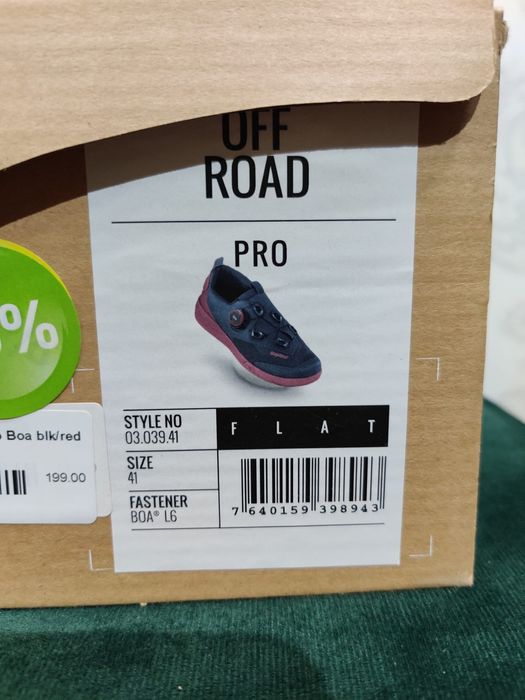 OFF
ROAD
PRO
%
Boa blk/red
199.00
STYLE NO
03.039.41
FLAT
SIZE
41
FASTENER
BOA® L6
7 640159 398943